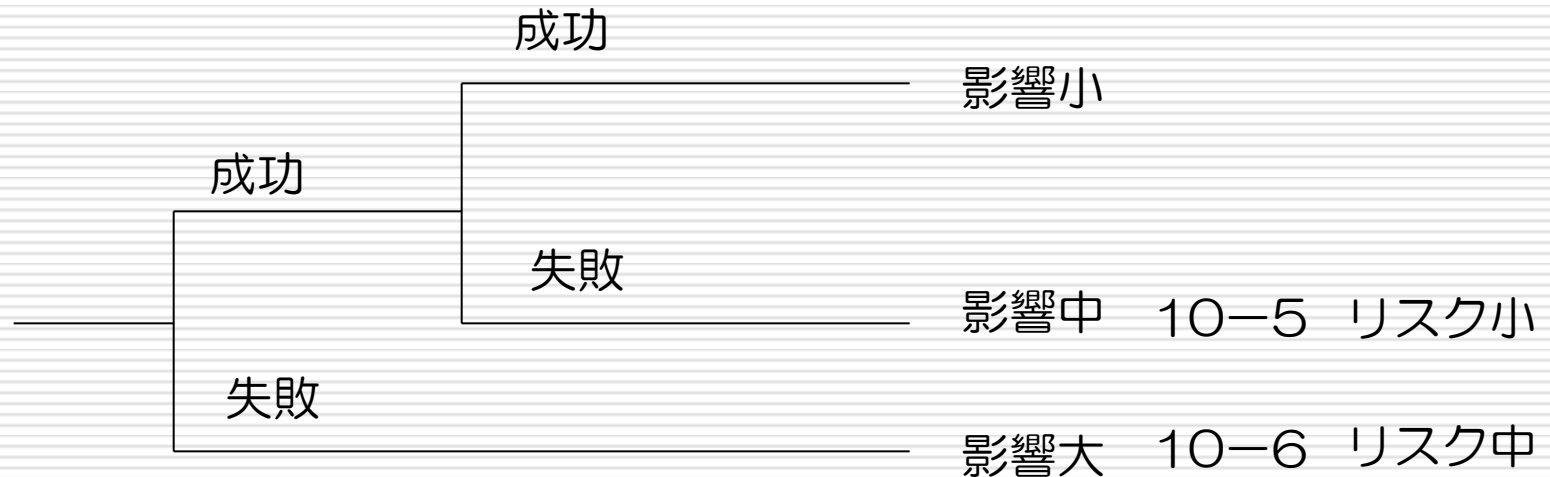 成功
影響小
成功
失敗
影響中 10－5 リスク小
失敗
影響大 10－6 リスク中